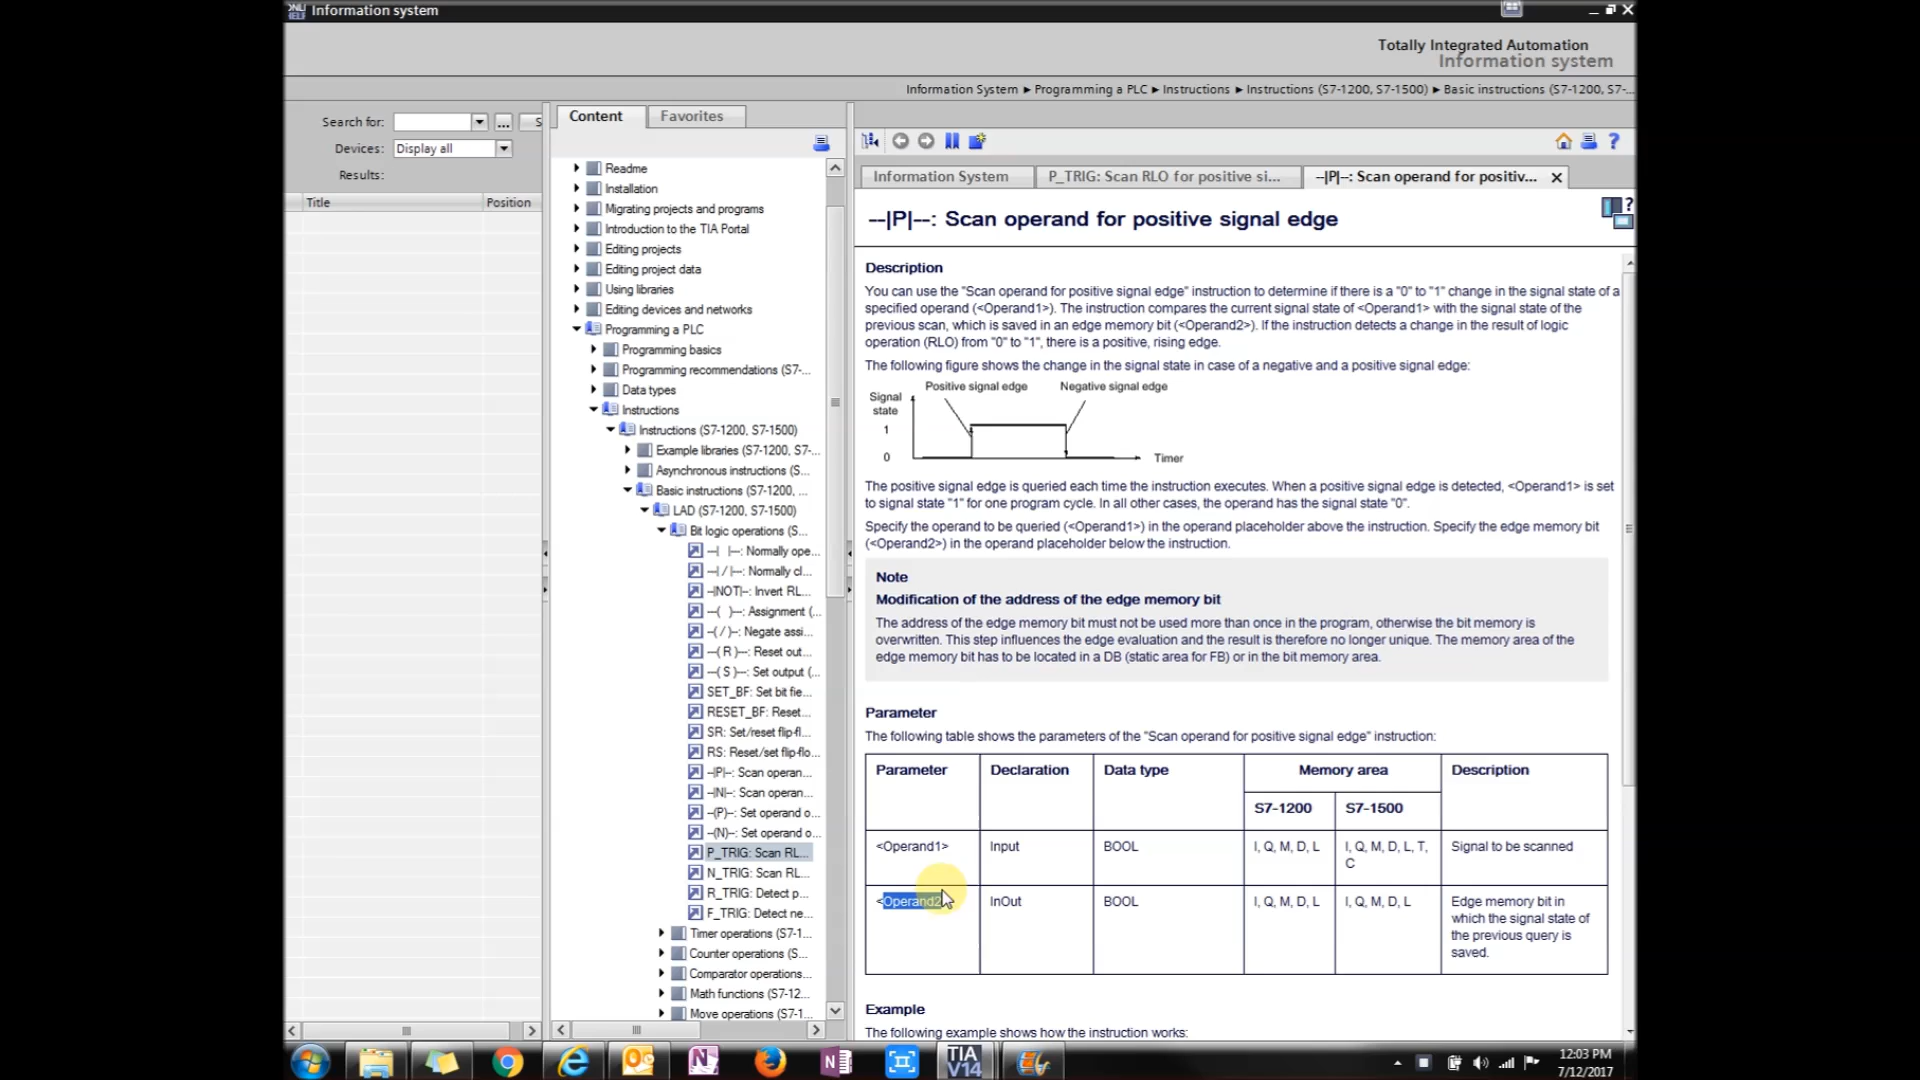 Information system
Totally Integrated Automation
Information system
Information System ▸ Programming a PLC ▸ Instructions ▸ Instructions (S7-1200, S7-1500) ▸ Basic instructions (S7-1200, S7-...
Search for:
...
S
Devices: Display all
Results:
Title Position
Content Favorites
Readme
Installation
Migrating projects and programs
Introduction to the TIA Portal
Editing projects
Editing project data
Using libraries
Editing devices and networks
Programming a PLC
Programming basics
Programming recommendations (S7-...
Data types
Instructions
Instructions (S7-1200, S7-1500)
Example libraries (S7-1200, S7-...
Asynchronous instructions (S...
Basic instructions (S7-1200, ...
LAD (S7-1200, S7-1500)
Bit logic operations (S...
---| |---: Normally ope...
---| / |---: Normally cl...
--|NOT|--: Invert RL...
---( )---: Assignment (...
--( / )--: Negate assi...
---( R )---: Reset out...
---( S )---: Set output (...
SET_BF: Set bit fie...
RESET_BF: Reset...
SR: Set/reset flip-fl...
RS: Reset/set flip-flo...
--|P|--: Scan operan...
--|N|--: Scan operan...
--(P)--: Set operand o...
--(N)--: Set operand o...
P_TRIG: Scan RL...
N_TRIG: Scan RL...
R_TRIG: Detect p...
F_TRIG: Detect ne...
Timer operations (S7-1...
Counter operations (S...
Comparator operations...
Math functions (S7-12...
Move operations (S7-1...
Information System P_TRIG: Scan RLO for positive si... --|P|--: Scan operand for positiv...
--|P|--: Scan operand for positive signal edge
Description
You can use the "Scan operand for positive signal edge" instruction to determine if there is a "0" to "1" change in the signal state of a
specified operand (<Operand1>). The instruction compares the current signal state of <Operand1> with the signal state of the
previous scan, which is saved in an edge memory bit (<Operand2>). If the instruction detects a change in the result of logic
operation (RLO) from "0" to "1", there is a positive, rising edge.
The following figure shows the change in the signal state in case of a negative and a positive signal edge:
Positive signal edge Negative signal edge
Signal
state
1
0
Timer
The positive signal edge is queried each time the instruction executes. When a positive signal edge is detected, <Operand1> is set
to signal state "1" for one program cycle. In all other cases, the operand has the signal state "0".
Specify the operand to be queried (<Operand1>) in the operand placeholder above the instruction. Specify the edge memory bit
(<Operand2>) in the operand placeholder below the instruction.
Note
Modification of the address of the edge memory bit
The address of the edge memory bit must not be used more than once in the program, otherwise the bit memory is
overwritten. This step influences the edge evaluation and the result is therefore no longer unique. The memory area of the
edge memory bit has to be located in a DB (static area for FB) or in the bit memory area.
Parameter
The following table shows the parameters of the "Scan operand for positive signal edge" instruction:
Parameter Declaration Data type Memory area Description
S7-1200 S7-1500
<Operand1> Input BOOL I, Q, M, D, L I, Q, M, D, L, T, Signal to be scanned
C
<Operand2> InOut BOOL I, Q, M, D, L I, Q, M, D, L Edge memory bit in
which the signal state of
the previous query is
saved.
Example
The following example shows how the instruction works:
TIA
V14
12:03 PM
7/12/2017